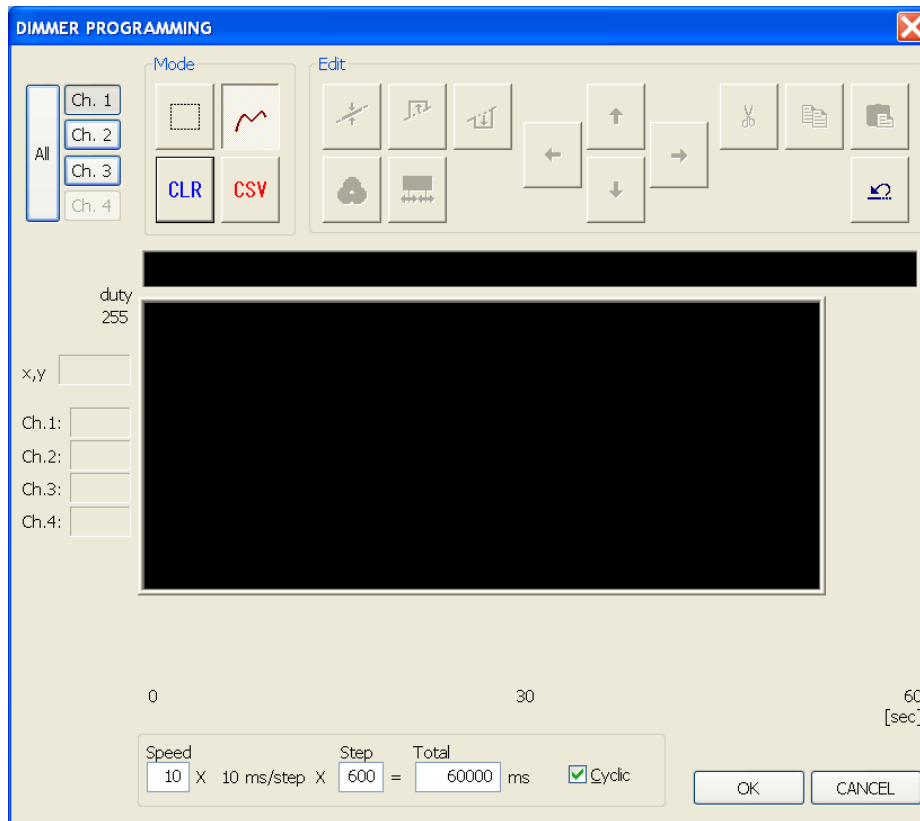 DIMMER PROGRAMMING
Mode
Edit
All
Ch. 1
Ch. 2
Ch. 3
Ch. 4
CLR
CSV
duty
255
x,y
Ch.1:
Ch.2:
Ch.3:
Ch.4:
0 30 60
[sec]
Speed Step Total
10 X 10 ms/step X 600 = 60000 ms
Cyclic
OK
CANCEL